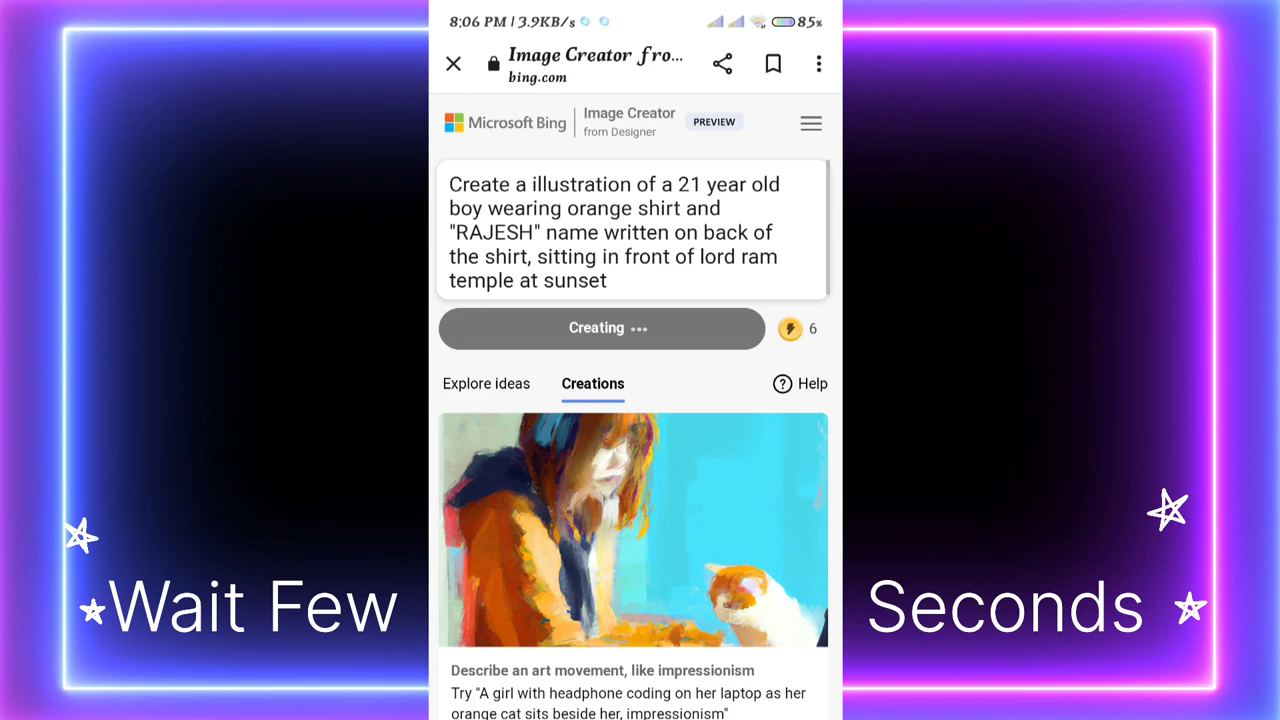 8:06 PM | 3.9KB/s
85%
Image Creator fro...
bing.com
Microsoft Bing
Image Creator
from Designer
PREVIEW
Create a illustration of a 21 year old
boy wearing orange shirt and
"RAJESH" name written on back of
the shirt, sitting in front of lord ram
temple at sunset
Creating •••
6
Explore ideas
Creations
? Help
Describe an art movement, like impressionism
Try "A girl with headphone coding on her laptop as her
orange cat sits beside her, impressionism"
Wait Few
Seconds